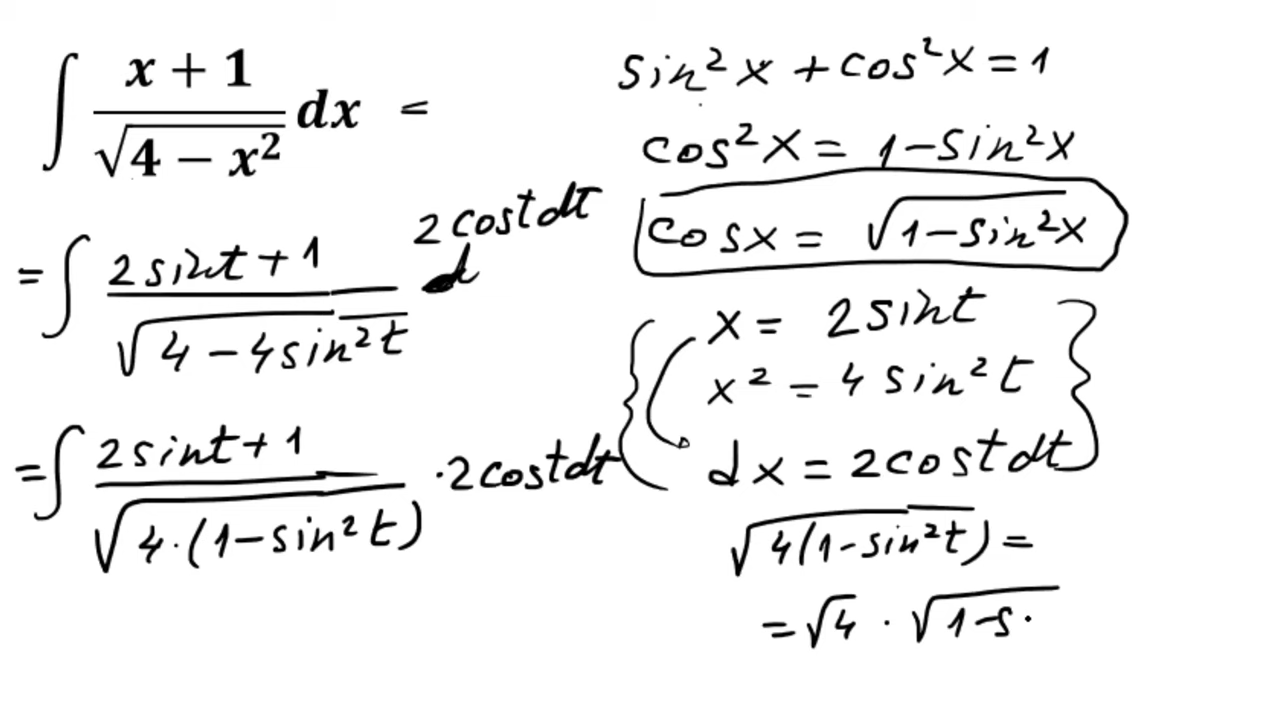 ∫ x + 1 / √(4 − x²) dx =
= ∫ 2sint + 1 / √(4 − 4sin²t) 2costdt
= ∫ 2sint + 1 / √(4·(1−sin²t)) ·2costdt
sin²x + cos²x = 1
cos²x = 1−sin²x
cosx = √(1−sin²x)
x = 2sint
x² = 4sin²t
dx = 2costdt
√(4(1−sin²t)) =
= √4 · √(1−s